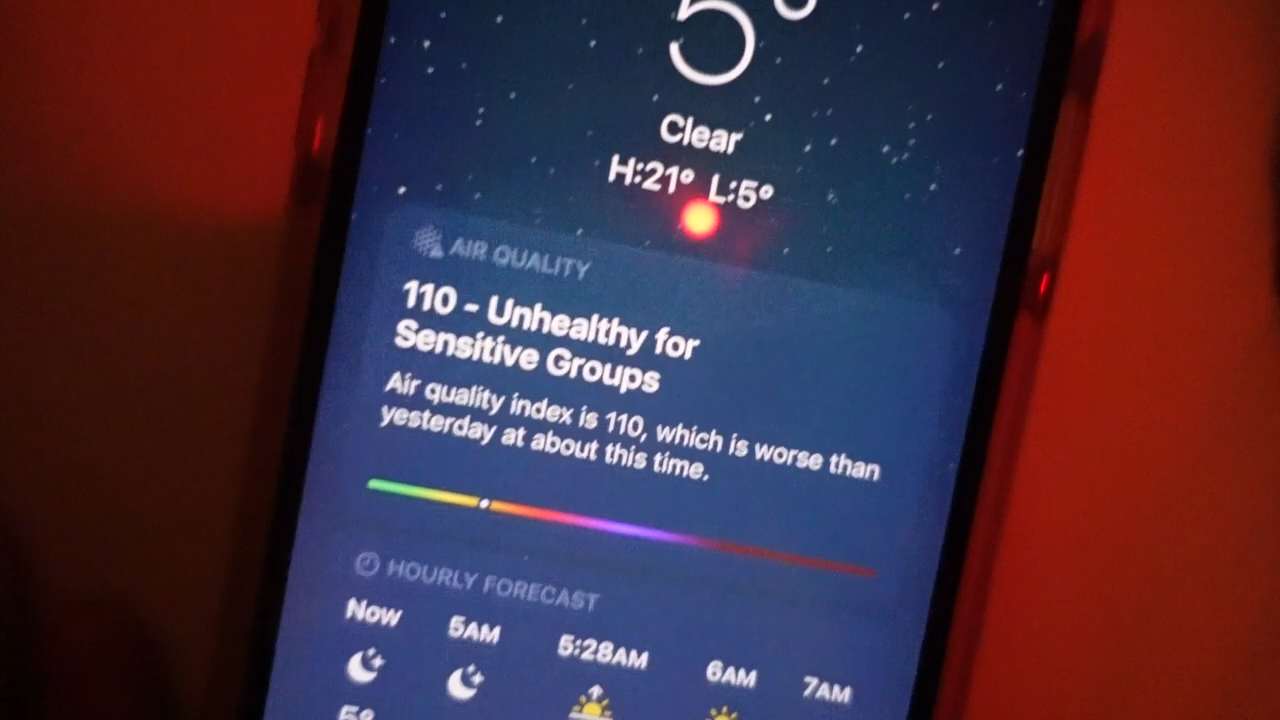 5°
Clear
H:21° L:5°
AIR QUALITY
110 - Unhealthy for
Sensitive Groups
Air quality index is 110, which is worse than
yesterday at about this time.
HOURLY FORECAST
Now 5AM 5:28AM 6AM 7AM
5°